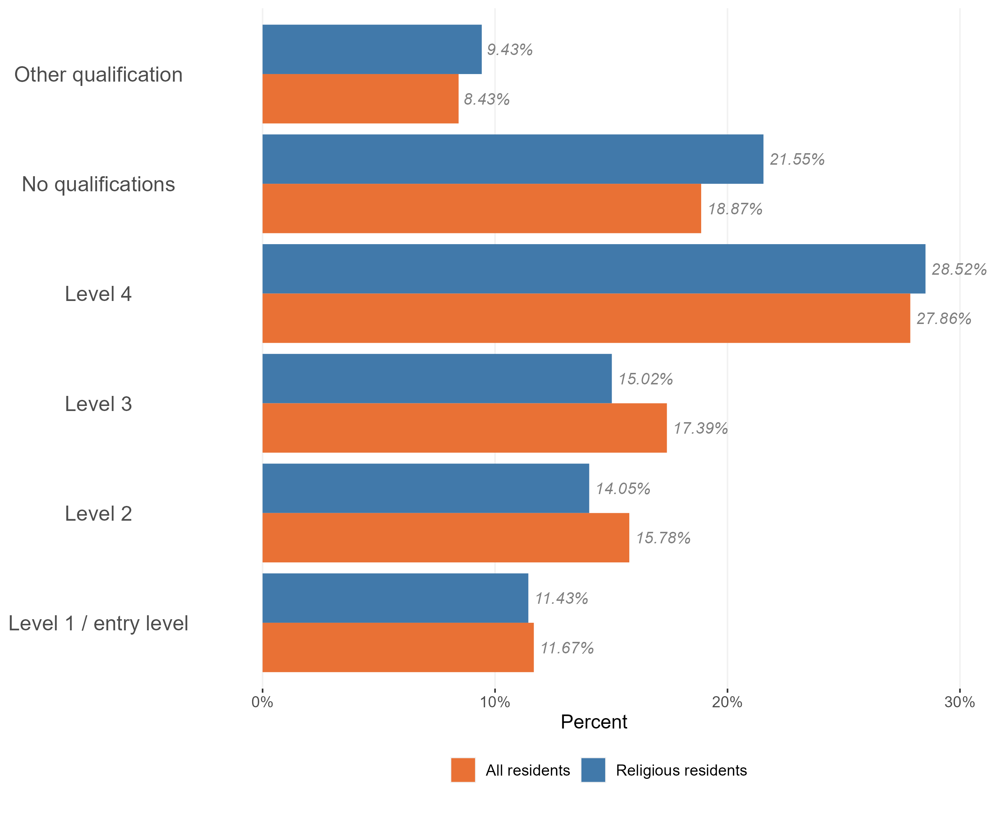 Other qualification
9.43%
8.43%
No qualifications
21.55%
18.87%
Level 4
28.52%
27.86%
Level 3
15.02%
17.39%
Level 2
14.05%
15.78%
Level 1 / entry level
11.43%
11.67%
0% 10% 20% 30%
Percent
All residents Religious residents